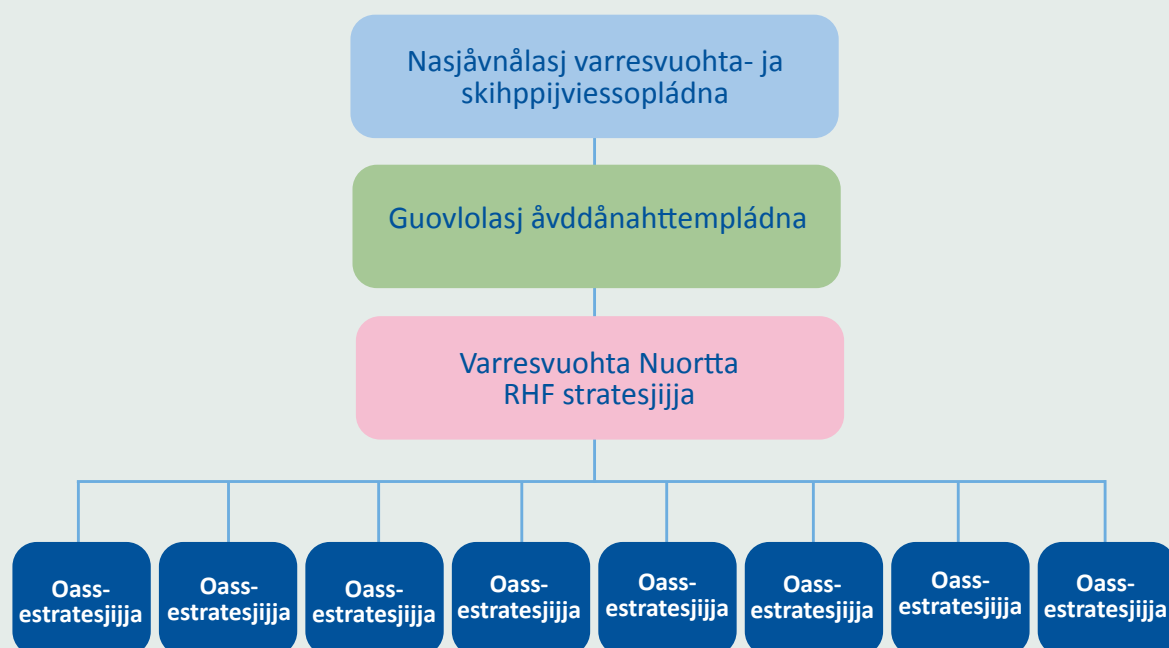 Nasjåvnålasj varresvuohta- ja
skihppijviessopládna
Guovlolasj åvddånahttempládna
Varresvuohta Nuortta
RHF stratesjijja
Oass-
estratesjijja
Oass-
estratesjijja
Oass-
estratesjijja
Oass-
estratesjijja
Oass-
estratesjijja
Oass-
estratesjijja
Oass-
estratesjijja
Oass-
estratesjijja